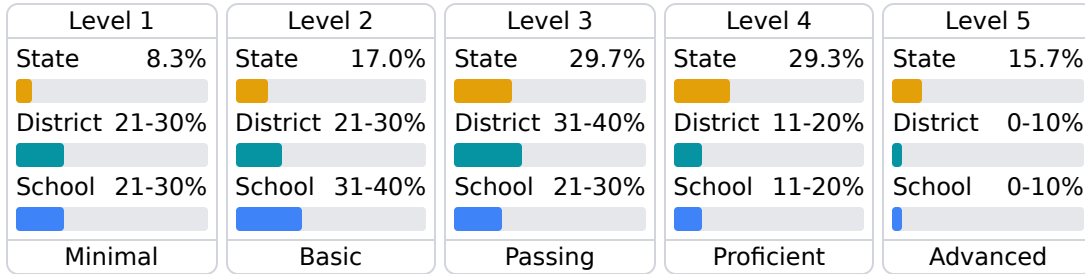 Level 1
State 8.3%
District 21-30%
School 21-30%
Minimal
Level 2
State 17.0%
District 21-30%
School 31-40%
Basic
Level 3
State 29.7%
District 31-40%
School 21-30%
Passing
Level 4
State 29.3%
District 11-20%
School 11-20%
Proficient
Level 5
State 15.7%
District 0-10%
School 0-10%
Advanced